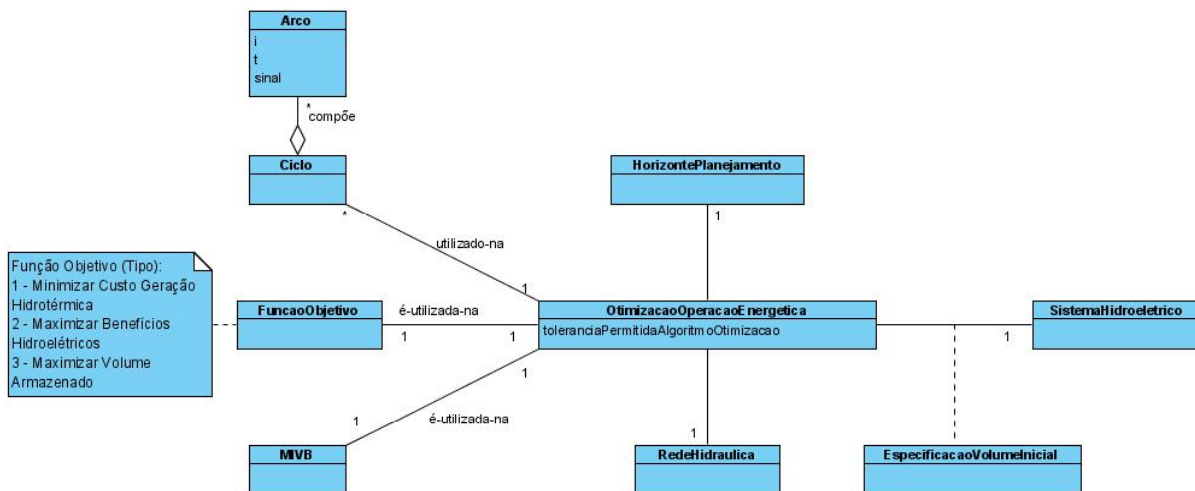 Arco
i
t
sinal
*
compõe
Ciclo
*
HorizontePlanejamento
1
utilizado-na
1
Função Objetivo (Tipo):
1 - Minimizar Custo Geração
Hidrotérmica
2 - Maximizar Benefícios
Hidroelétricos
3 - Maximizar Volume
Armazenado
FuncaoObjetivo
é-utilizada-na
1
1
OtimizacaoOperacaoEnergetica
toleranciaPermitidaAlgoritmoOtimizacao
SistemaHidroeletrico
1
1
é-utilizada-na
1
MIVB
1
RedeHidraulica
EspecificacaoVolumeInicial